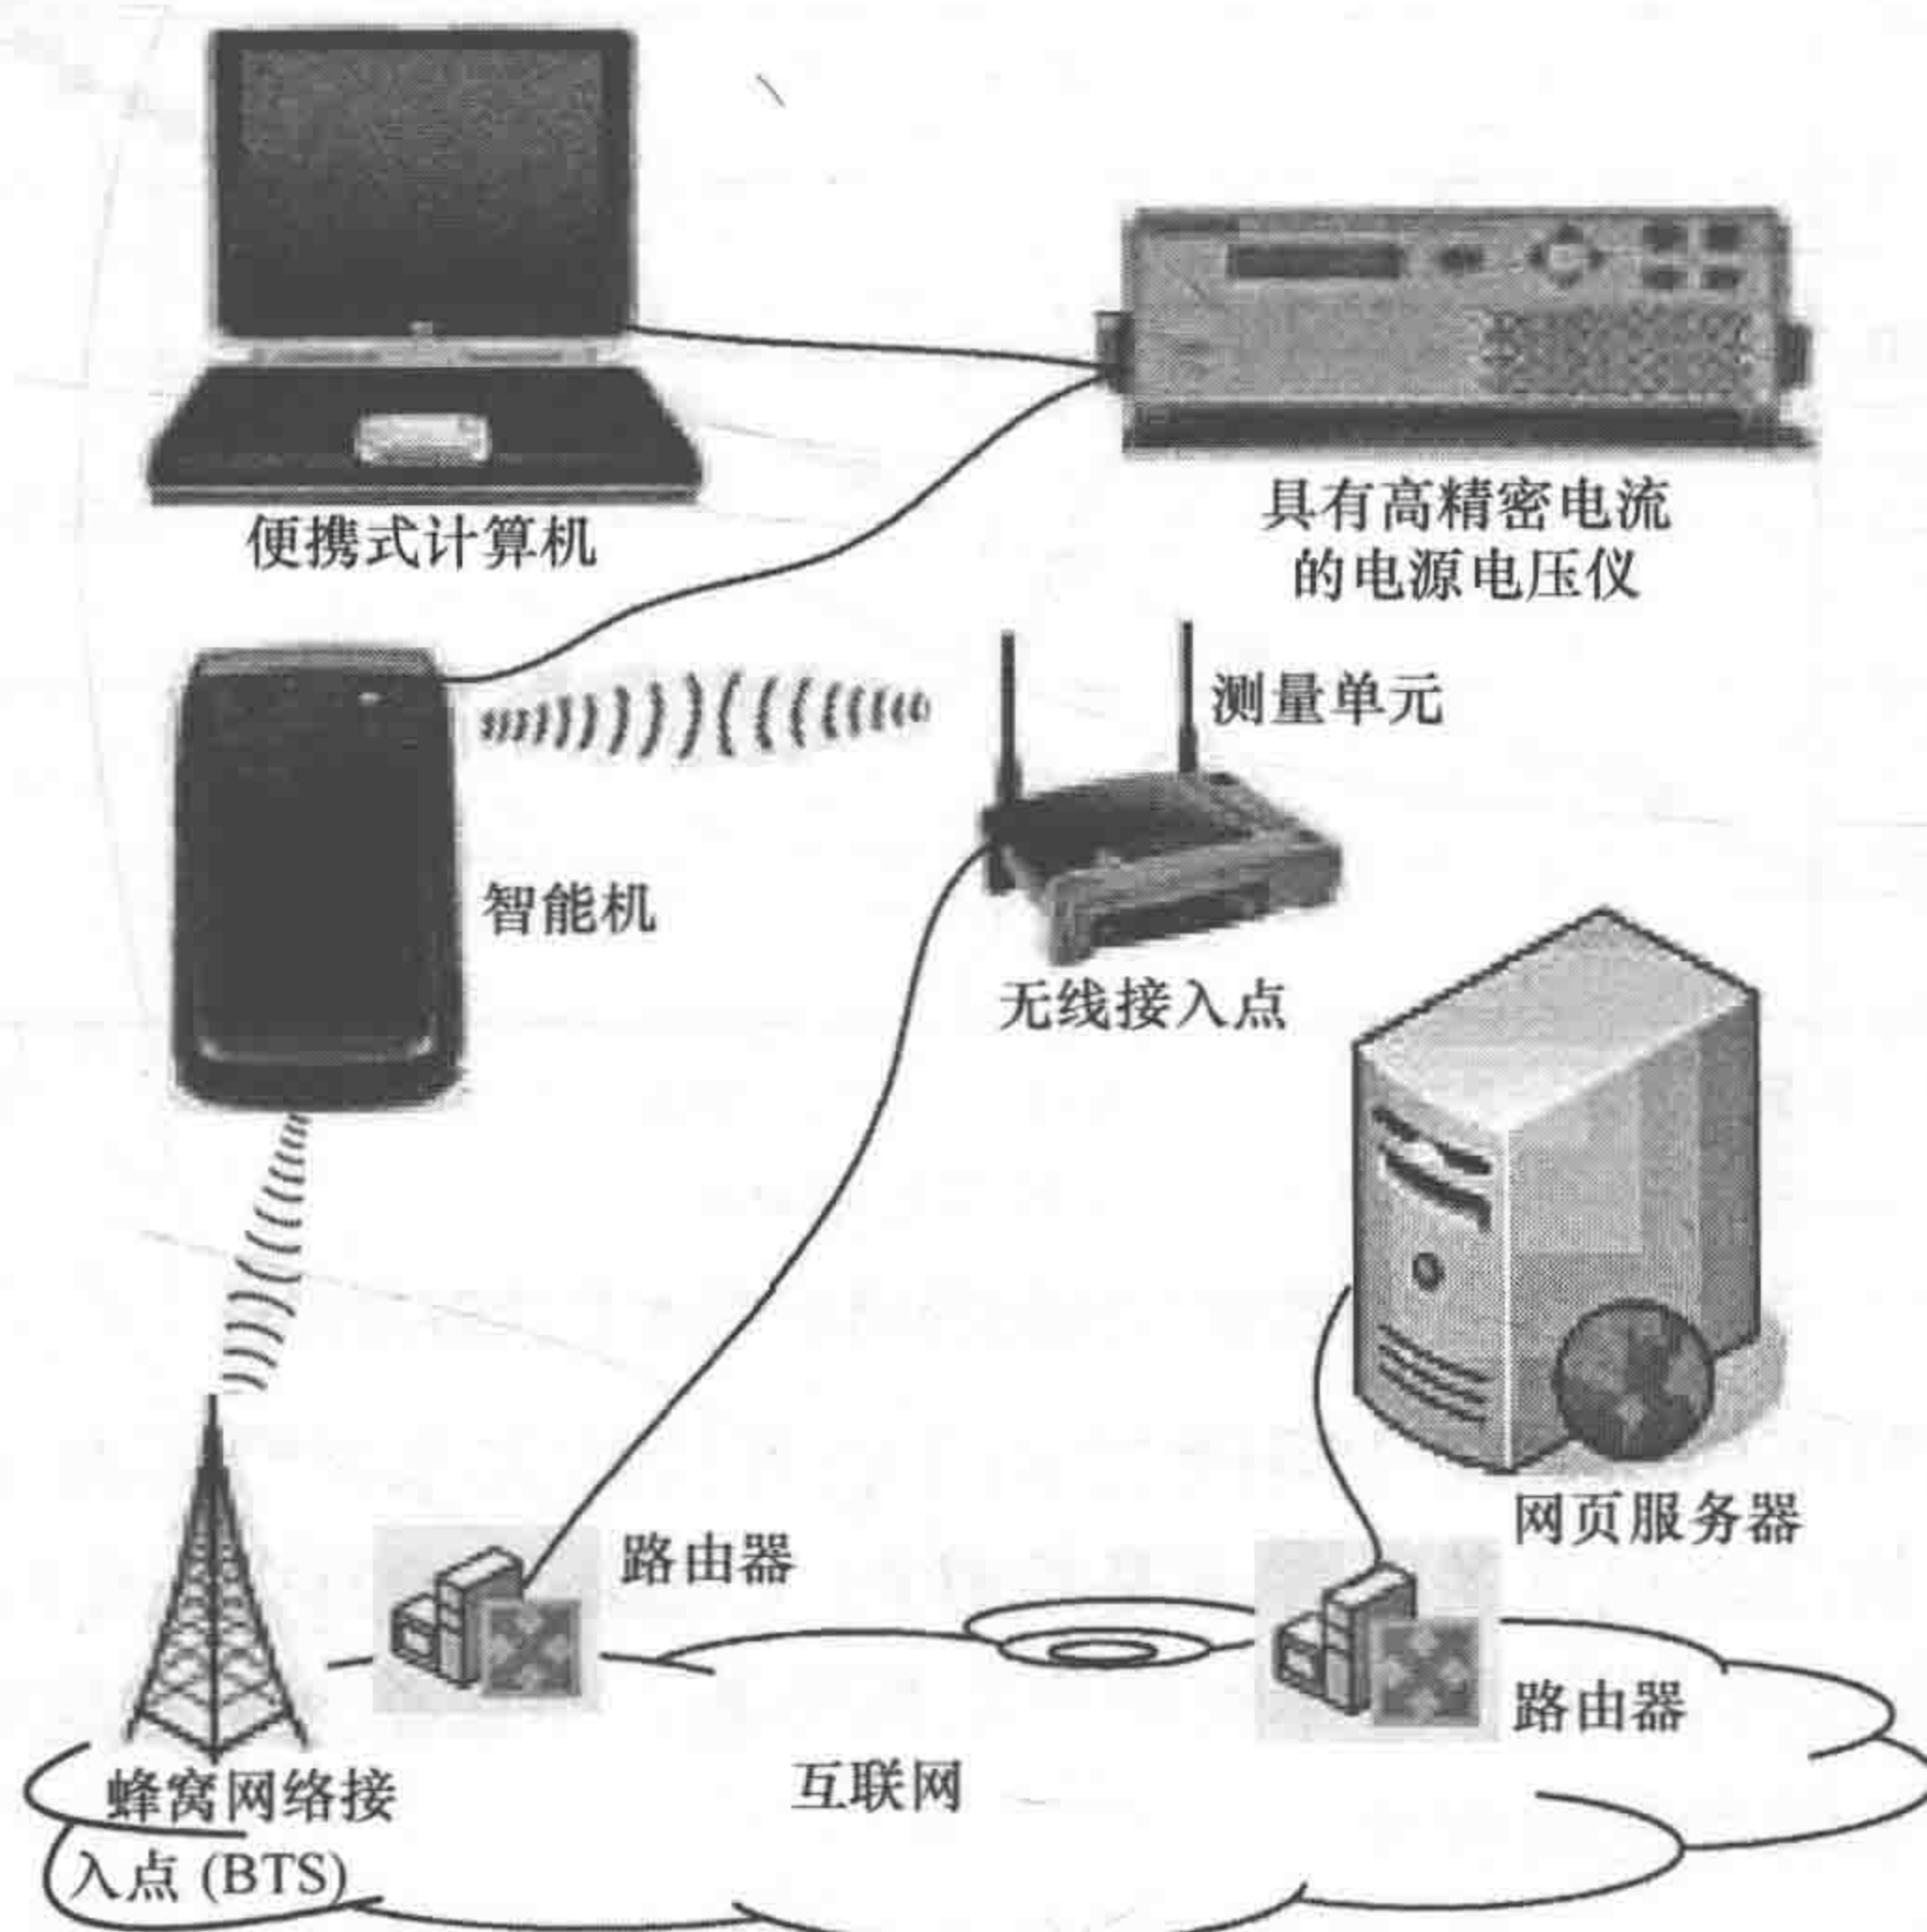 便携式计算机
具有高精密电流
的电源电压仪
测量单元
智能机
无线接入点
网页服务器
路由器
路由器
互联网
蜂窝网络接
入点 (BTS)